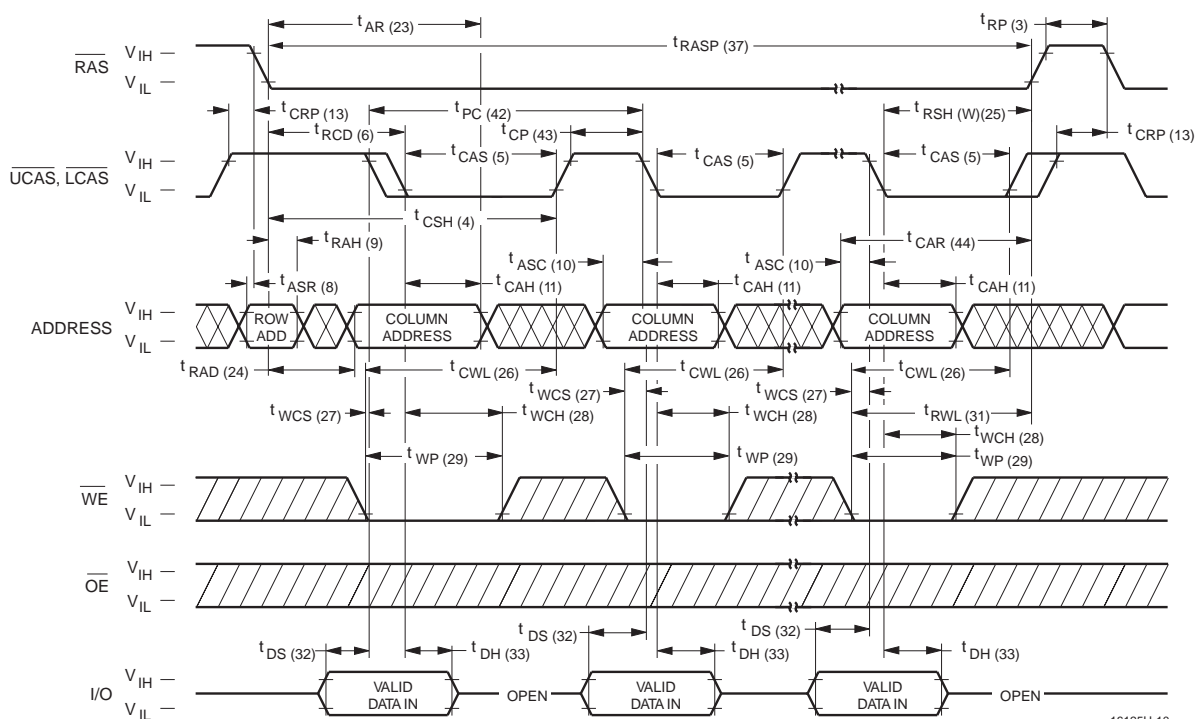 t AR (23)
t RP (3)
t RASP (37)
RAS
V IH
V IL
t CRP (13)
t PC (42)
t RSH (W)(25)
t RCD (6)
t CP (43)
t CRP (13)
t CAS (5)
t CAS (5)
t CAS (5)
UCAS, LCAS
V IH
V IL
t CSH (4)
t RAH (9)
t CAR (44)
t ASC (10)
t ASC (10)
t ASR (8)
t CAH (11)
t CAH (11)
t CAH (11)
ADDRESS
V IH
V IL
ROW
ADD
COLUMN
ADDRESS
COLUMN
ADDRESS
COLUMN
ADDRESS
t RAD (24)
t CWL (26)
t CWL (26)
t CWL (26)
t WCS (27)
t WCS (27)
t WCS (27)
t WCH (28)
t WCH (28)
t RWL (31)
t WCH (28)
t WP (29)
t WP (29)
t WP (29)
WE
V IH
V IL
OE
V IH
V IL
t DS (32)
t DS (32)
t DS (32)
t DH (33)
t DH (33)
t DH (33)
I/O
V IH
V IL
VALID
DATA IN
OPEN
VALID
DATA IN
VALID
DATA IN
OPEN